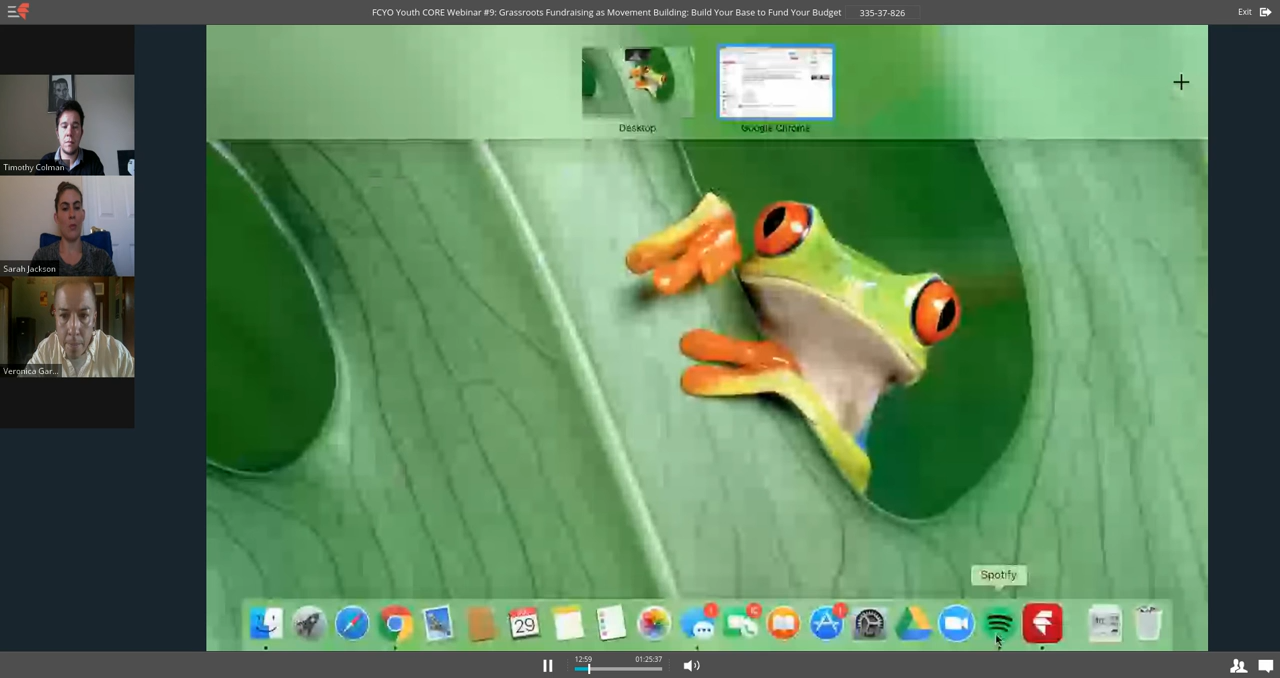 FCYO Youth CORE Webinar #9: Grassroots Fundraising as Movement Building: Build Your Base to Fund Your Budget
335-37-826
Exit
Desktop
Google Chrome
Timothy Colman
Sarah Jackson
Veronica Gar...
Spotify
29
12:59
01:25:37